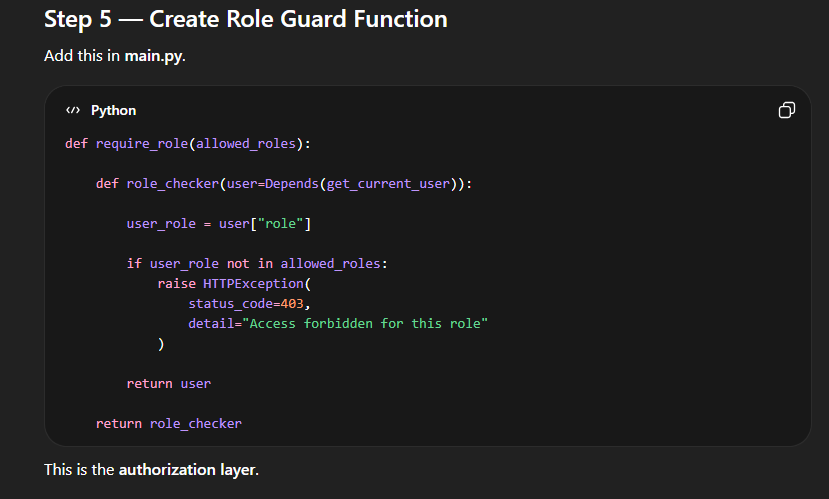 Step 5 — Create Role Guard Function
Add this in main.py.
</> Python
def require_role(allowed_roles):
    def role_checker(user=Depends(get_current_user)):
        user_role = user["role"]
        if user_role not in allowed_roles:
            raise HTTPException(
                status_code=403,
                detail="Access forbidden for this role"
            )
        return user
    return role_checker
This is the authorization layer.